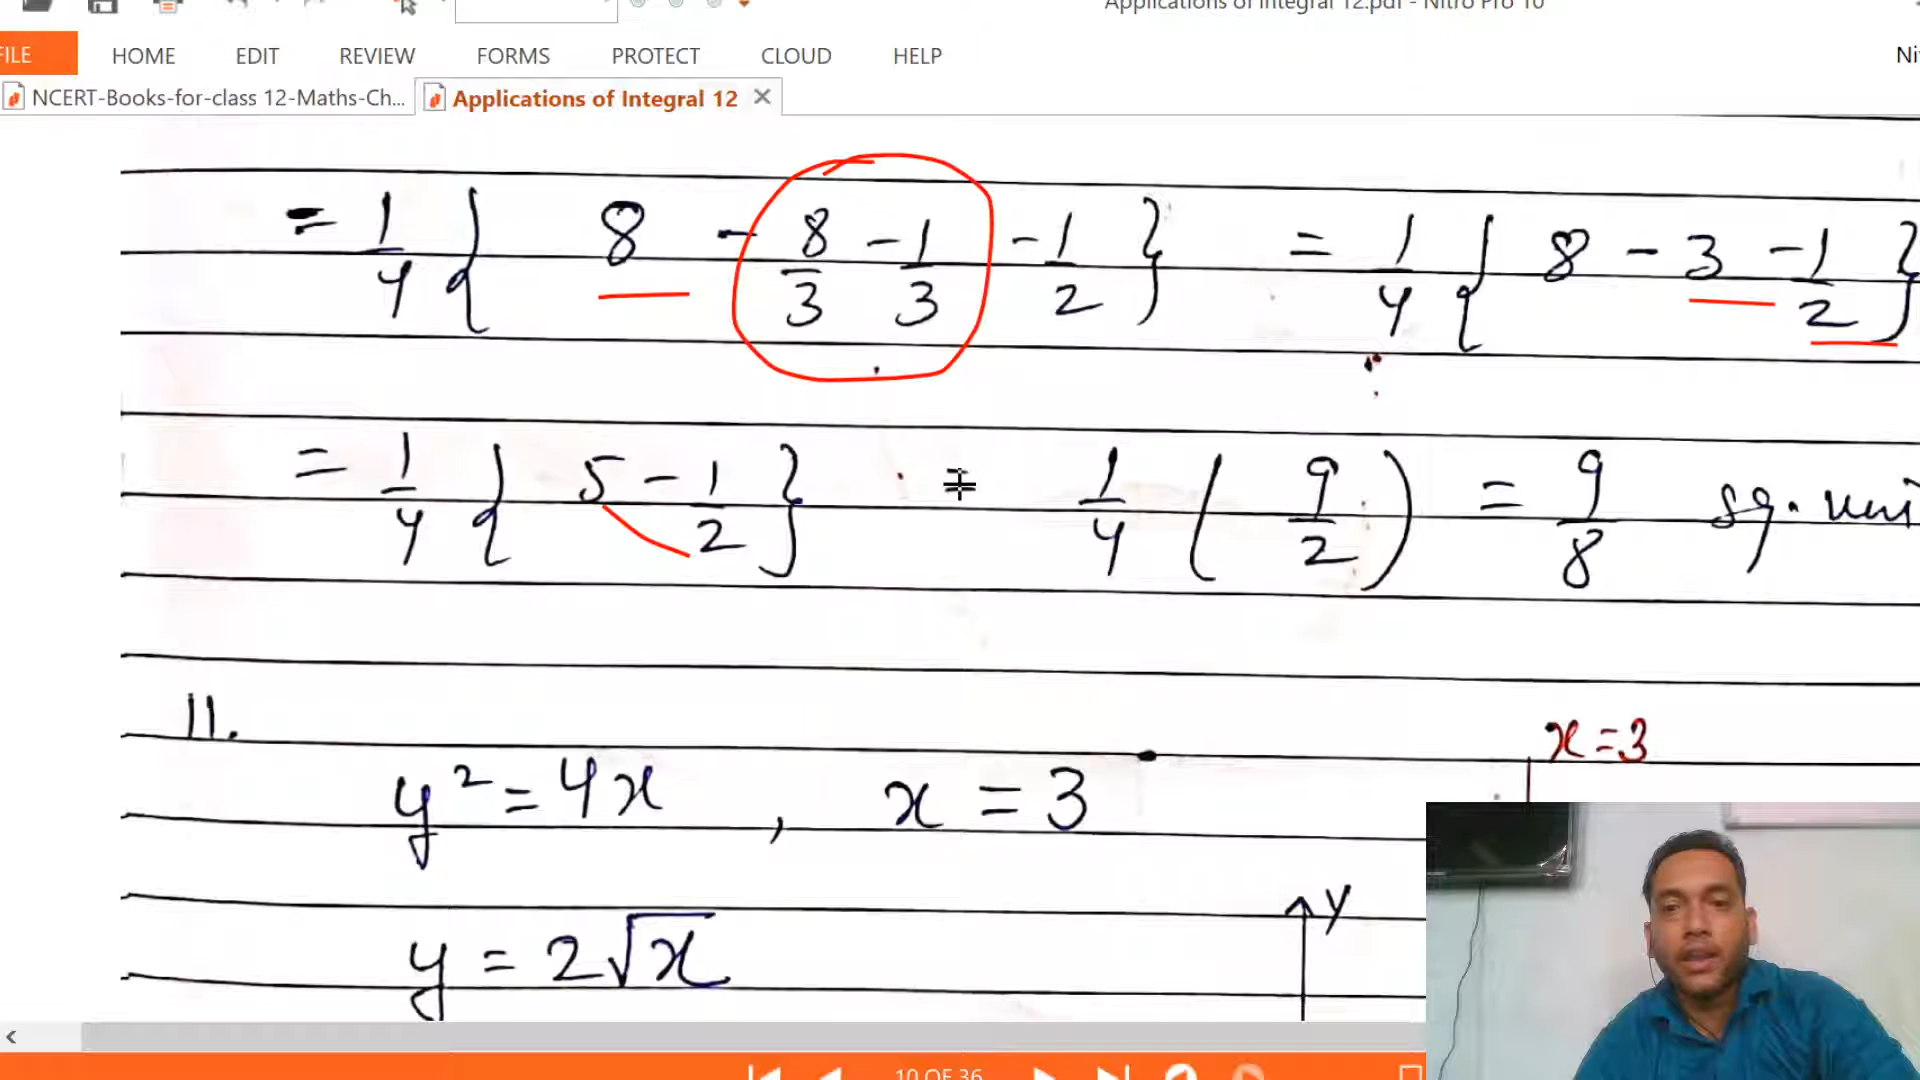 Applications of Integral 12.pdf - Nitro Pro 10
FILE HOME EDIT REVIEW FORMS PROTECT CLOUD HELP
NCERT-Books-for-class 12-Maths-Ch... Applications of Integral 12
= 1/4 { 8 - 8/3 - 1/3 - 1/2 } = 1/4 { 8 - 3 - 1/2 }
= 1/4 { 5 - 1/2 } = 1/4 ( 9/2 ) = 9/8 sq. uni
11.
x = 3
y² = 4x , x = 3
Y
y = 2√x
10 OF 36